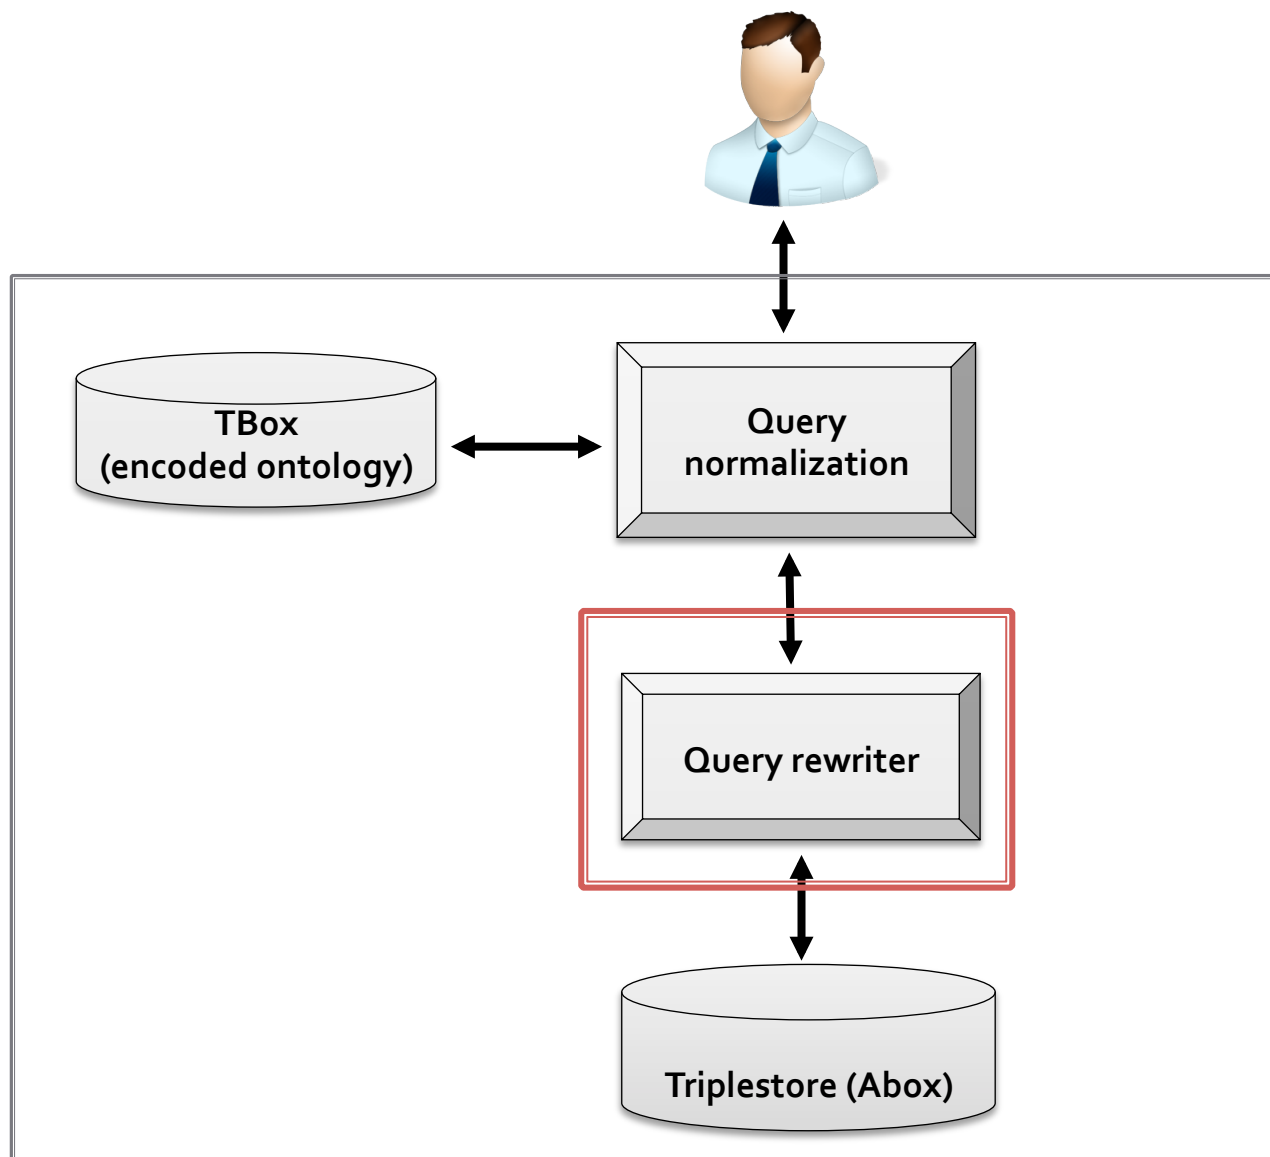 TBox
(encoded ontology)
Query
normalization
Query rewriter
Triplestore (Abox)